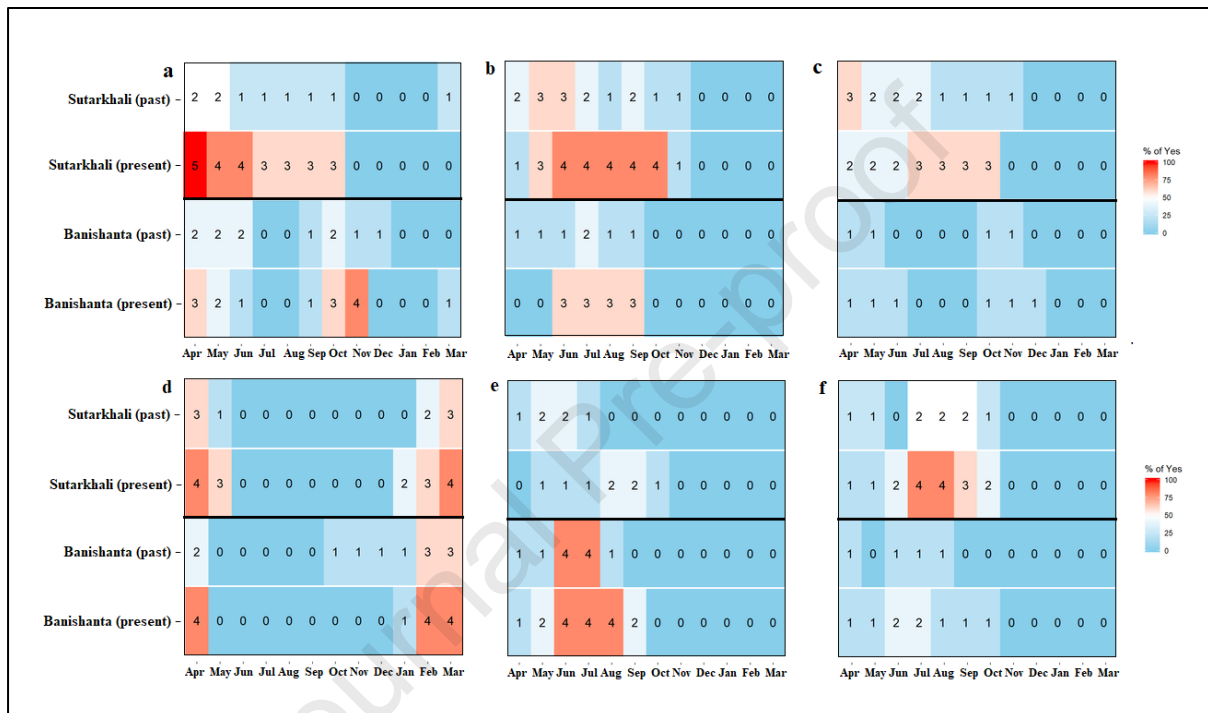 a b c
Sutarkhali (past) 2 2 1 1 1 1 1 0 0 0 0 1 2 3 3 2 1 2 1 1 0 0 0 0 3 2 2 2 1 1 1 1 0 0 0 0
Sutarkhali (present) 5 4 4 3 3 3 3 0 0 0 0 0 1 3 4 4 4 4 4 1 0 0 0 0 2 2 2 3 3 3 3 0 0 0 0 0
Banishanta (past) 2 2 2 0 0 1 2 1 1 0 0 0 1 1 1 2 1 1 0 0 0 0 0 0 1 1 0 0 0 0 1 1 0 0 0 0
Banishanta (present) 3 2 1 0 0 1 3 4 0 0 0 1 0 0 3 3 3 3 0 0 0 0 0 0 1 1 1 0 0 0 1 1 1 0 0 0
Apr May Jun Jul Aug Sep Oct Nov Dec Jan Feb Mar Apr May Jun Jul Aug Sep Oct Nov Dec Jan Feb Mar Apr May Jun Jul Aug Sep Oct Nov Dec Jan Feb Mar
% of Yes
100
75
50
25
0
d e f
Sutarkhali (past) 3 1 0 0 0 0 0 0 0 0 2 3 1 2 2 1 0 0 0 0 0 0 0 0 1 1 0 2 2 2 1 0 0 0 0 0
Sutarkhali (present) 4 3 0 0 0 0 0 0 0 2 3 4 0 1 1 1 2 2 1 0 0 0 0 0 1 1 2 4 4 3 2 0 0 0 0 0
Banishanta (past) 2 0 0 0 0 0 1 1 1 1 3 3 1 1 4 4 1 0 0 0 0 0 0 0 1 0 1 1 1 0 0 0 0 0 0 0
Banishanta (present) 4 0 0 0 0 0 0 0 0 1 4 4 1 2 4 4 4 2 0 0 0 0 0 0 1 1 2 2 1 1 1 0 0 0 0 0
Apr May Jun Jul Aug Sep Oct Nov Dec Jan Feb Mar Apr May Jun Jul Aug Sep Oct Nov Dec Jan Feb Mar Apr May Jun Jul Aug Sep Oct Nov Dec Jan Feb Mar
% of Yes
100
75
50
25
0
ournal Pre-proof